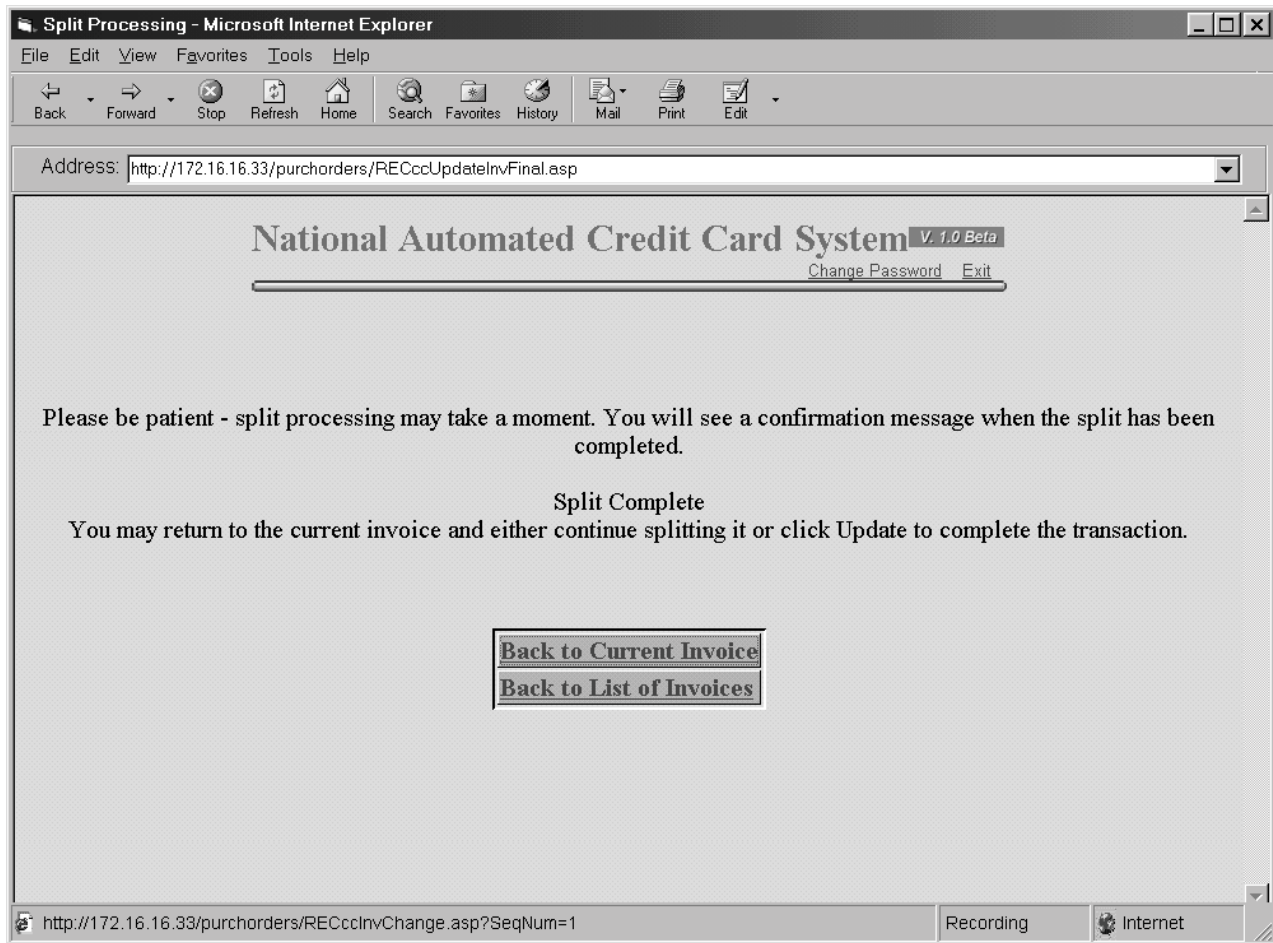 Split Processing - Microsoft Internet Explorer
File Edit View Favorites Tools Help
Back Forward Stop Refresh Home Search Favorites History Mail Print Edit
Address: http://172.16.16.33/purchorders/RECccUpdateInvFinal.asp
National Automated Credit Card System V. 1.0 Beta
Change Password Exit
Please be patient - split processing may take a moment. You will see a confirmation message when the split has been
completed.
Split Complete
You may return to the current invoice and either continue splitting it or click Update to complete the transaction.
Back to Current Invoice
Back to List of Invoices
http://172.16.16.33/purchorders/RECccInvChange.asp?SeqNum=1 Recording Internet